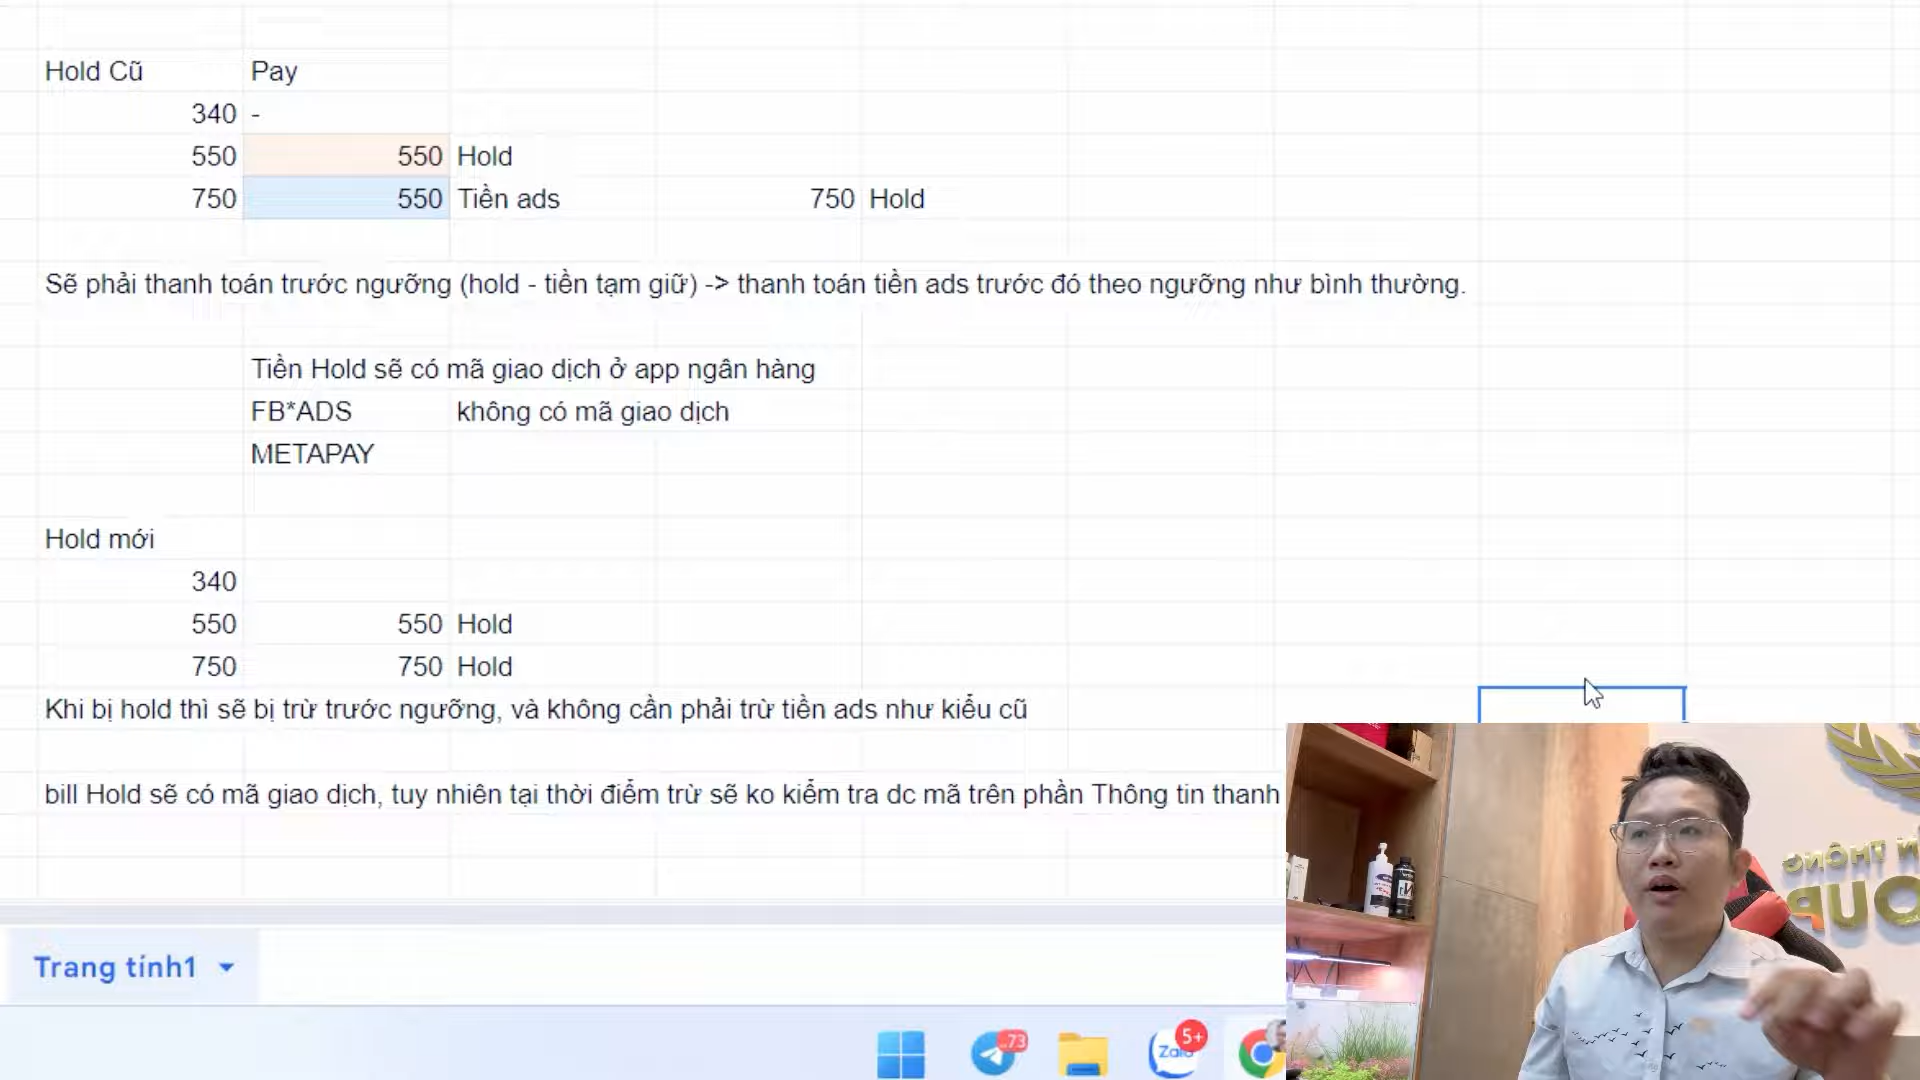 Hold Cũ Pay
340 -
550 550 Hold
750 550 Tiền ads 750 Hold
Sẽ phải thanh toán trước ngưỡng (hold - tiền tạm giữ) -> thanh toán tiền ads trước đó theo ngưỡng như bình thường.
Tiền Hold sẽ có mã giao dịch ở app ngân hàng
FB*ADS không có mã giao dịch
METAPAY
Hold mới
340
550 550 Hold
750 750 Hold
Khi bị hold thì sẽ bị trừ trước ngưỡng, và không cần phải trừ tiền ads như kiểu cũ
bill Hold sẽ có mã giao dịch, tuy nhiên tại thời điểm trừ sẽ ko kiểm tra dc mã trên phần Thông tin thanh
Trang tính1
73
5+
Zalo
N THÔNG
OUP